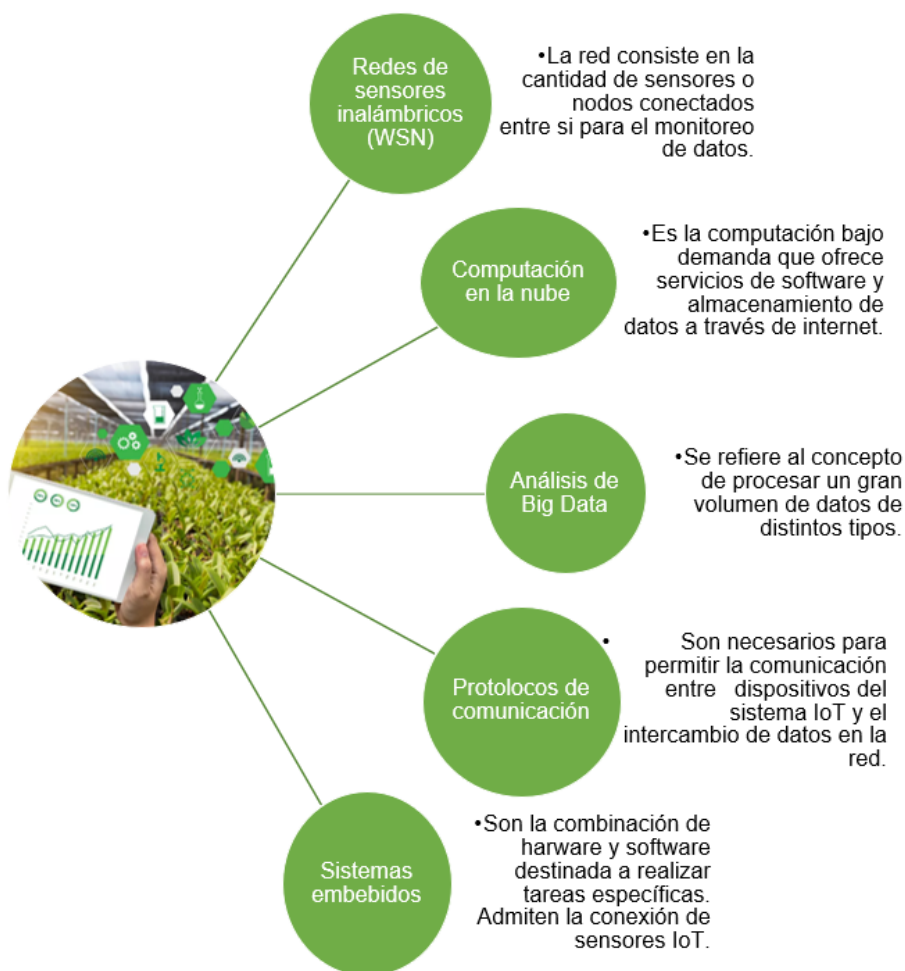 Redes de
sensores
inalámbricos
(WSN)
•La red consiste en la
cantidad de sensores o
nodos conectados
entre si para el monitoreo
de datos.
Computación
en la nube
•Es la computación bajo
demanda que ofrece
servicios de software y
almacenamiento de
datos a través de internet.
Análisis de
Big Data
•Se refiere al concepto
de procesar un gran
volumen de datos de
distintos tipos.
Protolocos de
comunicación
• Son necesarios para
permitir la comunicación
entre dispositivos del
sistema IoT y el
intercambio de datos en la
red.
Sistemas
embebidos
•Son la combinación de
harware y software
destinada a realizar
tareas específicas.
Admiten la conexión de
sensores IoT.